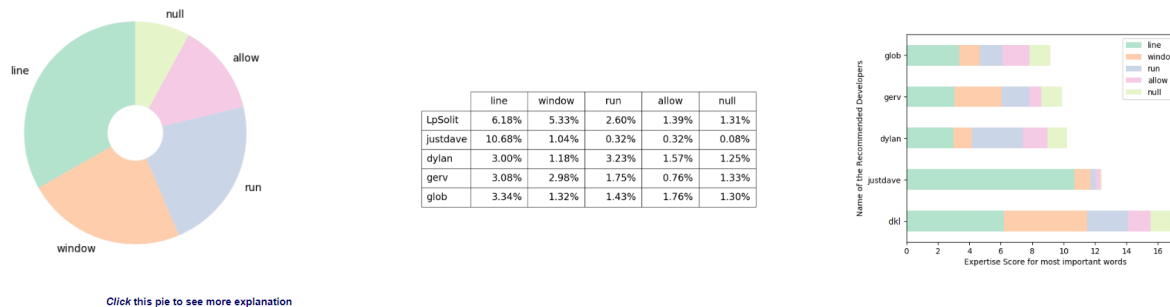 null
allow
line
run
window
Click this pie to see more explanation
line window run allow null
LpSolit 6.18% 5.33% 2.60% 1.39% 1.31%
justdave 10.68% 1.04% 0.32% 0.32% 0.08%
dylan 3.00% 1.18% 3.23% 1.57% 1.25%
gerv 3.08% 2.98% 1.75% 0.76% 1.33%
glob 3.34% 1.32% 1.43% 1.76% 1.30%
Name of the Recommended Developers
glob
gerv
dylan
justdave
dkl
line
windo
run
allow
null
0 2 4 6 8 10 12 14 16
Expertise Score for most important words